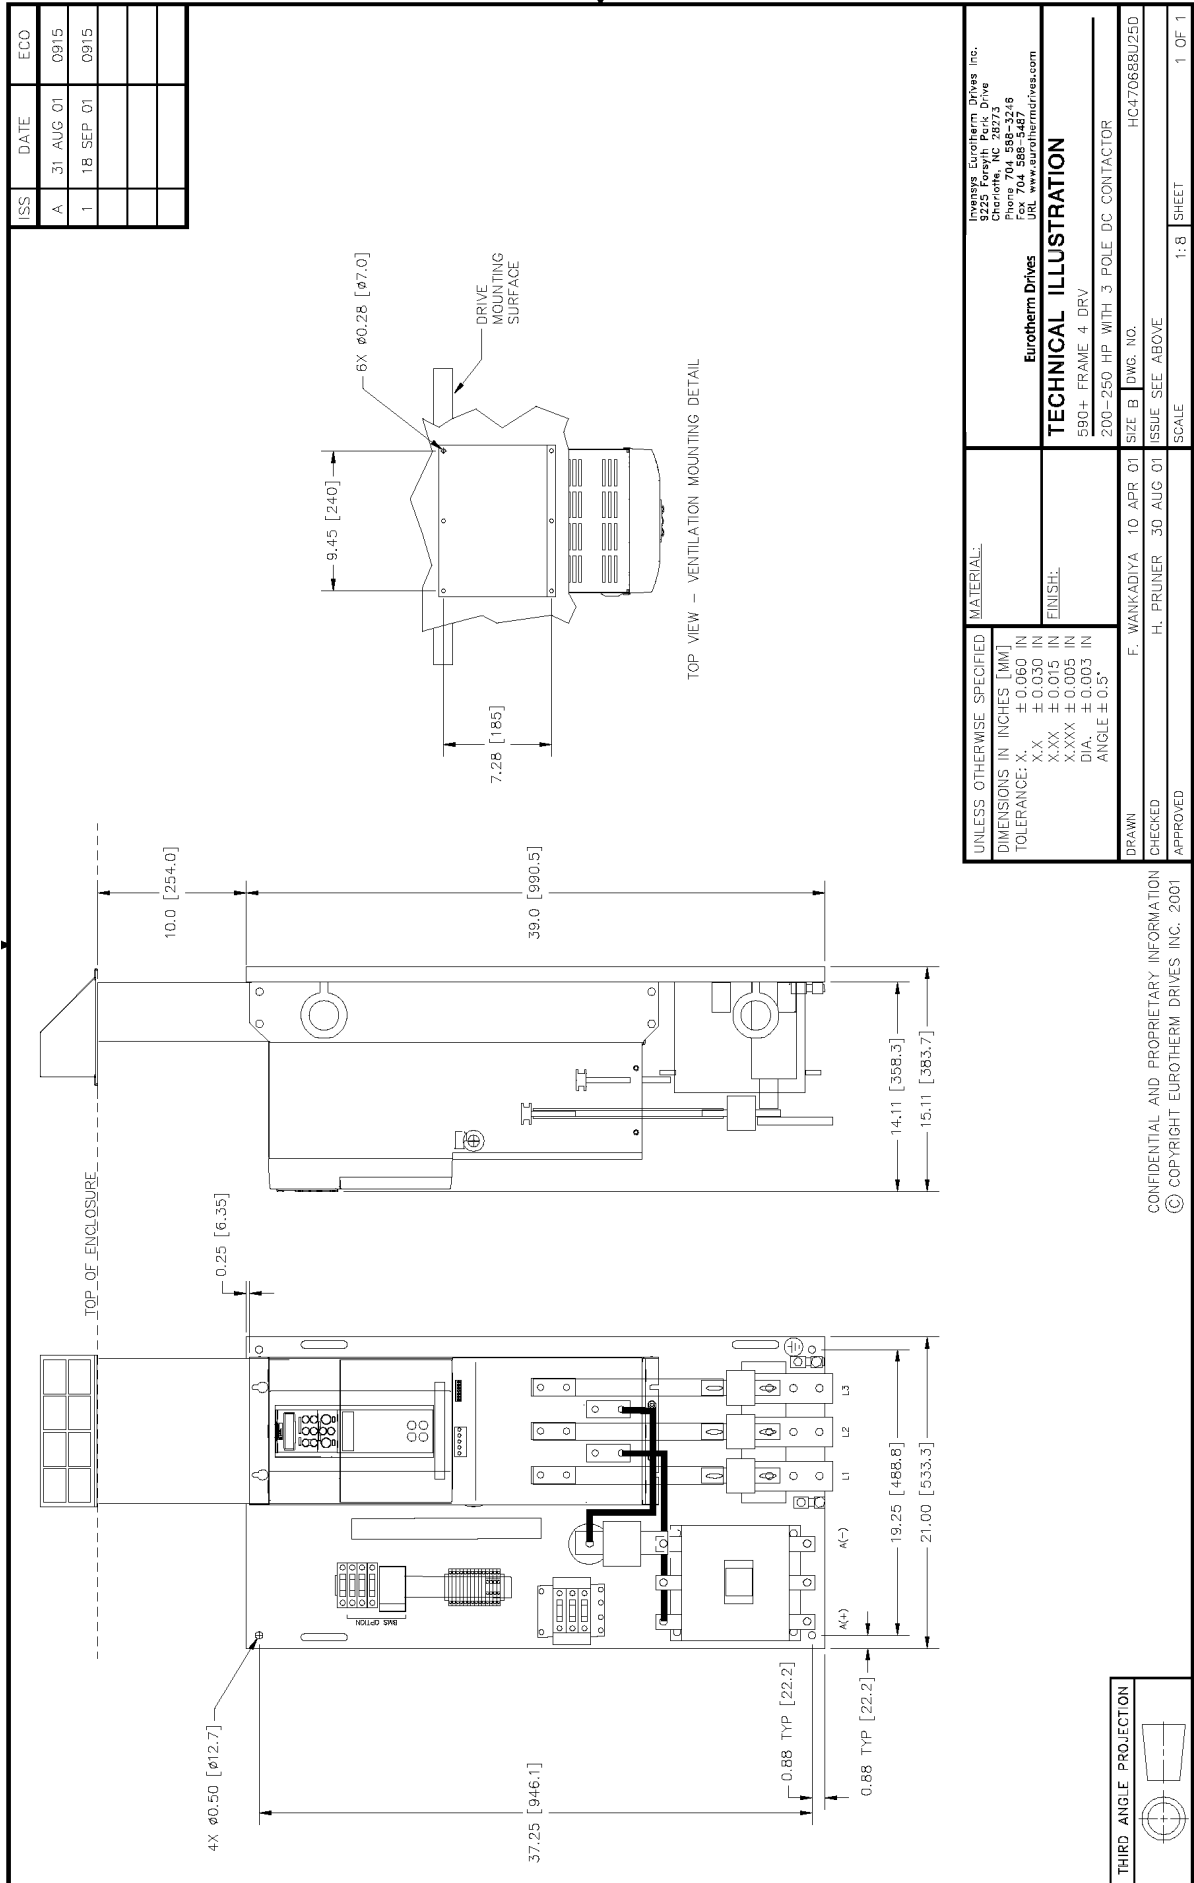 ISS DATE ECO
A 31 AUG 01 0915
1 18 SEP 01 0915
TOP OF ENCLOSURE
0.25 [6.35]
10.0 [254.0]
39.0 [990.5]
14.11 [358.3]
15.11 [383.7]
4X ø0.50 [ø12.7]
37.25 [946.1]
0.88 TYP [22.2]
0.88 TYP [22.2]
19.25 [488.8]
21.00 [533.3]
BMS OPTION
A(+)
A(-)
L1
L2
L3
9.45 [240]
6X ø0.28 [ø7.0]
7.28 [185]
DRIVE
MOUNTING
SURFACE
TOP VIEW - VENTILATION MOUNTING DETAIL
THIRD ANGLE PROJECTION
CONFIDENTIAL AND PROPRIETARY INFORMATION
© COPYRIGHT EUROTHERM DRIVES INC. 2001
UNLESS OTHERWISE SPECIFIED
DIMENSIONS IN INCHES [MM]
TOLERANCE: X. ± 0.060 IN
X.X ± 0.030 IN
X.XX ± 0.015 IN
X.XXX ± 0.005 IN
DIA. ± 0.003 IN
ANGLE ± 0.5°
MATERIAL:
FINISH:
DRAWN F. WANKADIYA 10 APR 01
CHECKED H. PRUNER 30 AUG 01
APPROVED
Eurotherm Drives
Invensys Eurotherm Drives Inc.
9225 Forsyth Park Drive
Charlotte, NC 28273
Phone 704 588-3246
Fax 704 588-5487
URL www.eurothermdrives.com
TECHNICAL ILLUSTRATION
590+ FRAME 4 DRV
200-250 HP WITH 3 POLE DC CONTACTOR
SIZE B DWG. NO. HC470688U250
ISSUE SEE ABOVE
SCALE 1:8 SHEET 1 OF 1